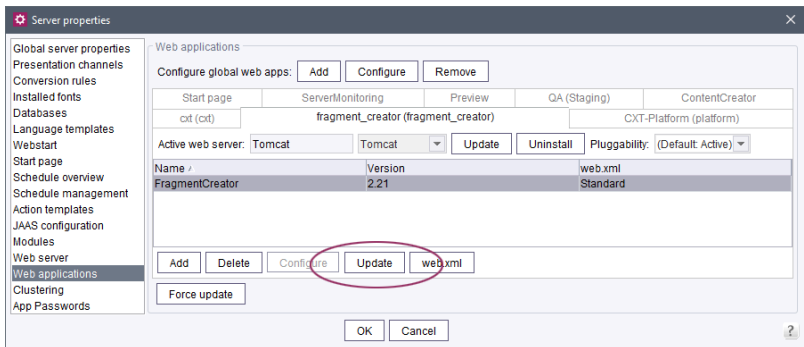 Server properties
Global server properties
Presentation channels
Conversion rules
Installed fonts
Databases
Language templates
Webstart
Start page
Schedule overview
Schedule management
Action templates
JAAS configuration
Modules
Web server
Web applications
Clustering
App Passwords
Web applications
Configure global web apps: Add Configure Remove
Start page ServerMonitoring Preview QA (Staging) ContentCreator
cxt (cxt) fragment_creator (fragment_creator) CXT-Platform (platform)
Active web server: Tomcat Tomcat Update Uninstall Pluggability: (Default: Active)
Name / Version web.xml
FragmentCreator 2.21 Standard
Add Delete Configure Update web.xml
Force update
OK Cancel ?